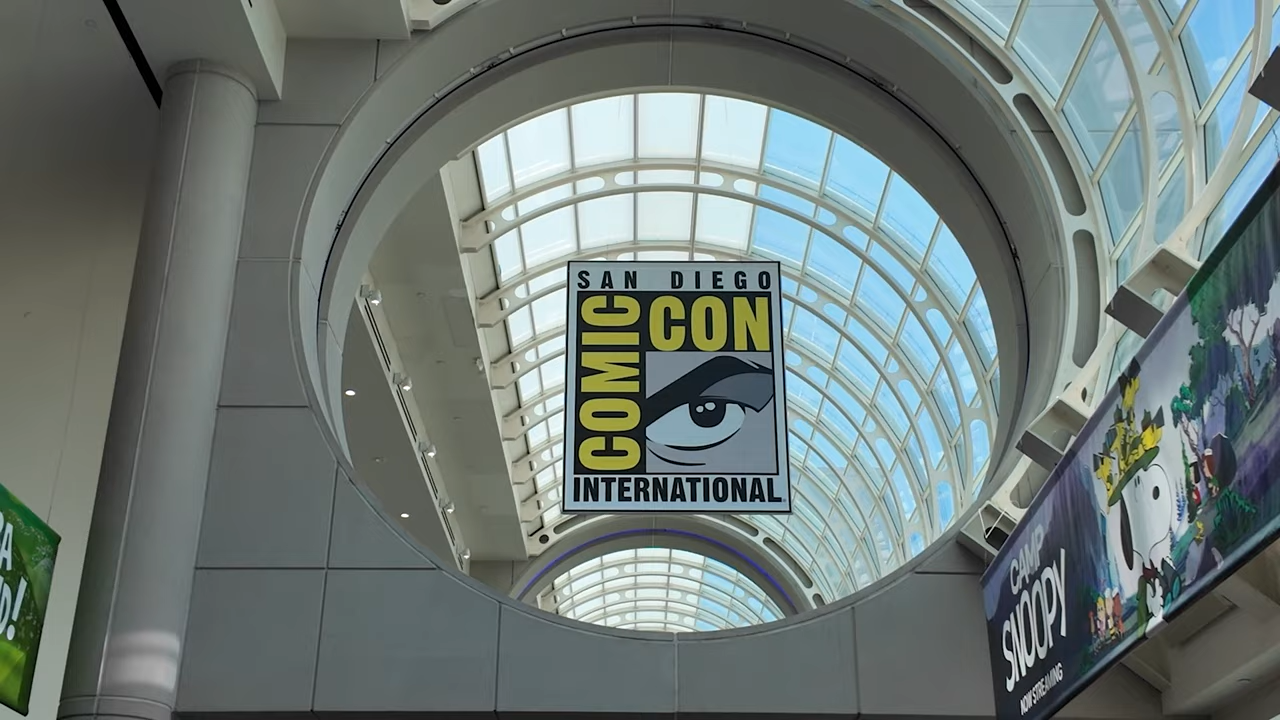 SAN DIEGO
COMIC
CON
INTERNATIONAL
CAMP
SNOOPY
NOW STREAMING